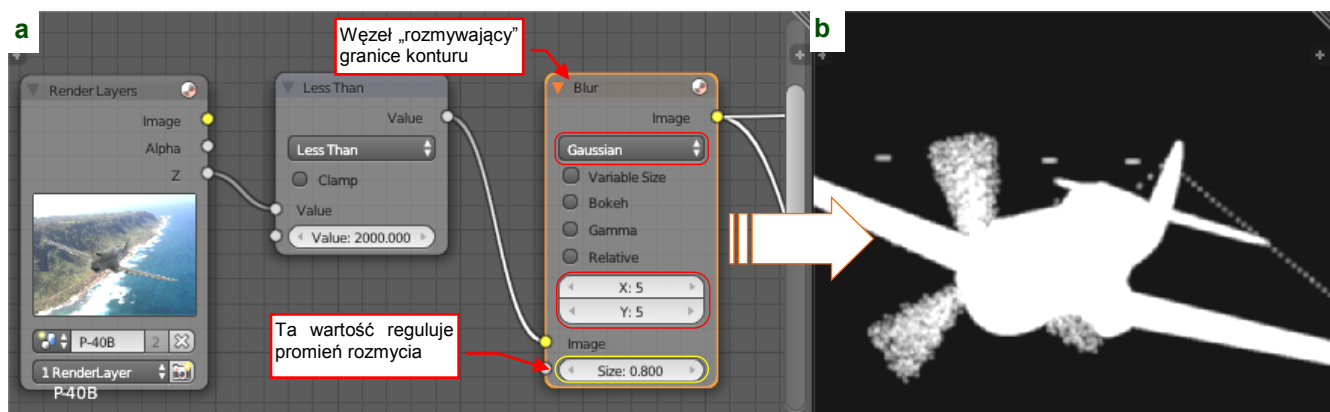 a
Węzeł „rozmywający”
granice konturu
b
Render Layers
Image
Alpha
Z
P-40B
2
1 RenderLayer
P-40B
Less Than
Value
Less Than
Clamp
Value
Value: 2000.000
Blur
Image
Gaussian
Variable Size
Bokeh
Gamma
Relative
X: 5
Y: 5
Image
Size: 0.800
Ta wartość reguluje
promień rozmycia